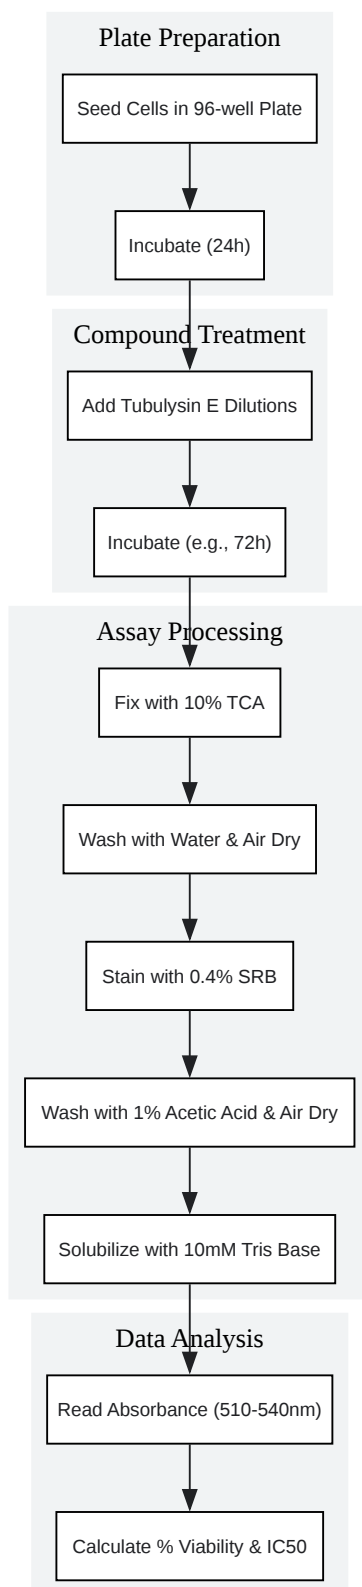 Plate Preparation
Seed Cells in 96-well Plate
Incubate (24h)
Compound Treatment
Add Tubulysin E Dilutions
Incubate (e.g., 72h)
Assay Processing
Fix with 10% TCA
Wash with Water & Air Dry
Stain with 0.4% SRB
Wash with 1% Acetic Acid & Air Dry
Solubilize with 10mM Tris Base
Data Analysis
Read Absorbance (510-540nm)
Calculate % Viability & IC50